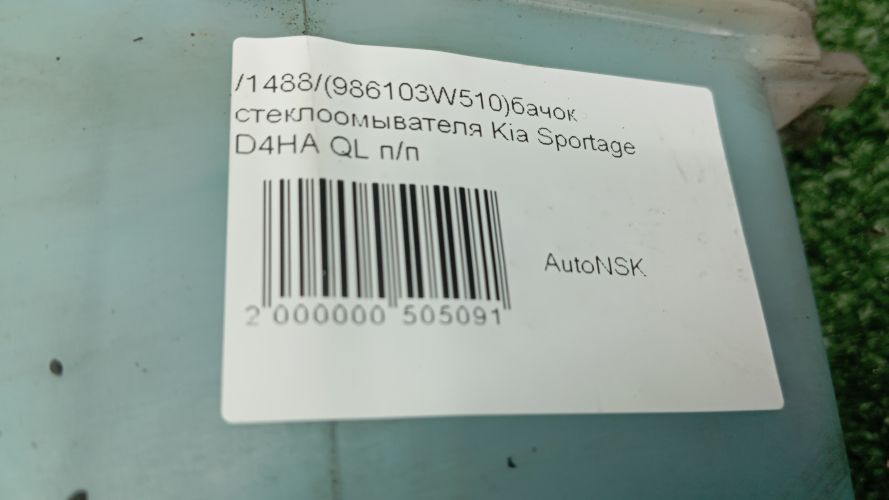 /1488/(986103W510)бачок
стеклоомывателя Kia Sportage
D4HA QL п/п
AutoNSK
2 000000 505091